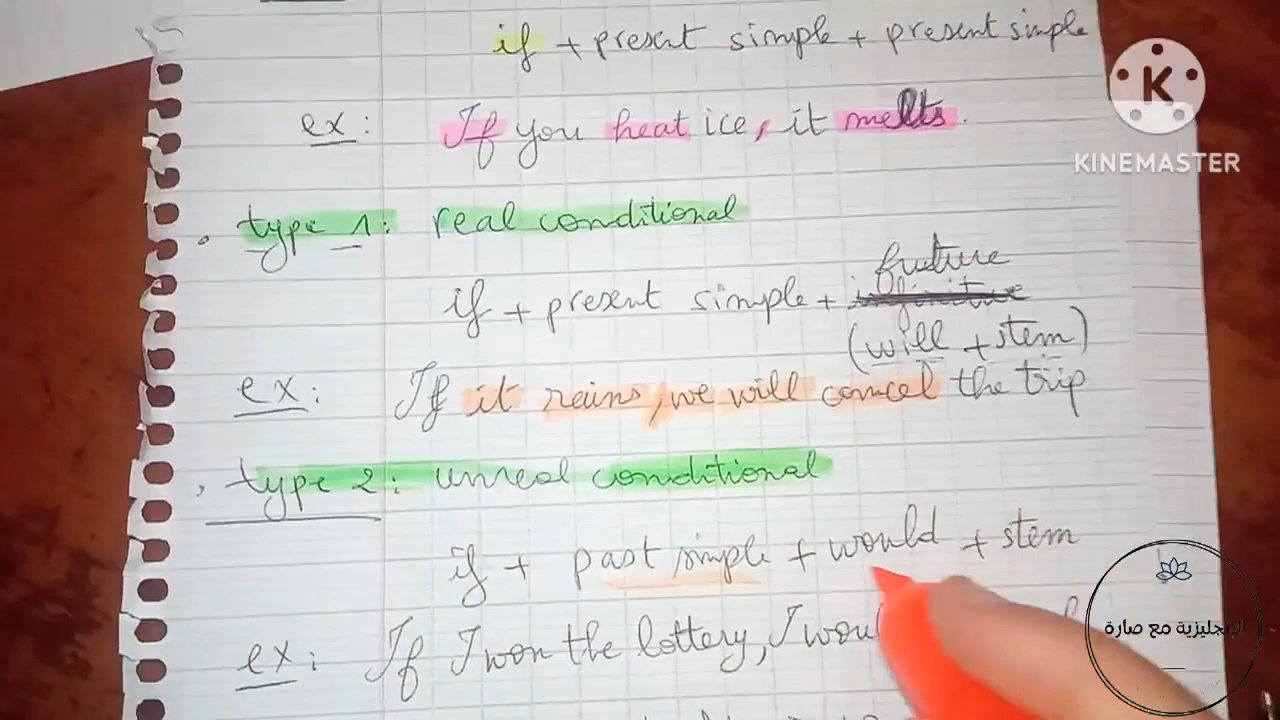 if + present simple + present simple
ex: If you heat ice, it melts.
KINEMASTER
type 1: real conditional
future
if + present simple +
(will + stem)
ex: If it rains, we will cancel the trip
type 2: unreal conditional
if + past simple + would + stem
الإنجليزية مع صارة
ex: If I won the lottery, I